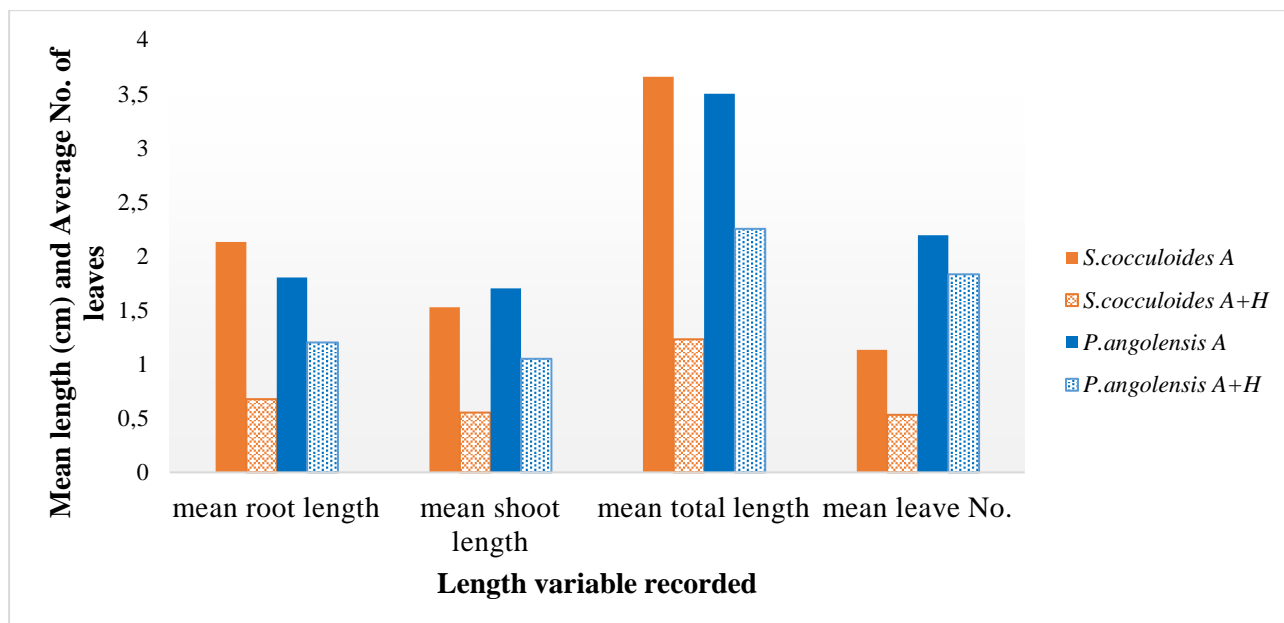 Mean length (cm) and Average No. of
leaves
4
3,5
3
2,5
2
1,5
1
0,5
0
mean root length
mean shoot
length
mean total length
mean leave No.
Length variable recorded
S.cocculoides A
S.cocculoides A+H
P.angolensis A
P.angolensis A+H